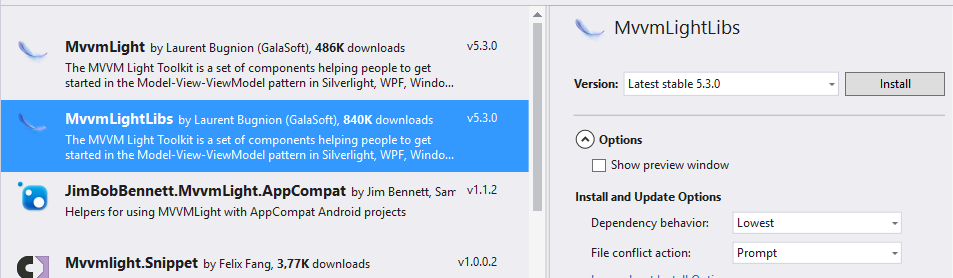 MvvmLight by Laurent Bugnion (GalaSoft), 486K downloads v5.3.0
The MVVM Light Toolkit is a set of components helping people to get
started in the Model-View-ViewModel pattern in Silverlight, WPF, Windo...
MvvmLightLibs by Laurent Bugnion (GalaSoft), 840K downloads v5.3.0
The MVVM Light Toolkit is a set of components helping people to get
started in the Model-View-ViewModel pattern in Silverlight, WPF, Windo...
JimBobBennett.MvvmLight.AppCompat by Jim Bennett, Sam v1.1.2
Helpers for using MVVMLight with AppCompat Android projects
Mvvmlight.Snippet by Felix Fang, 3,77K downloads v1.0.0.2
MvvmLightLibs
Version: Latest stable 5.3.0 Install
Options
Show preview window
Install and Update Options
Dependency behavior: Lowest
File conflict action: Prompt